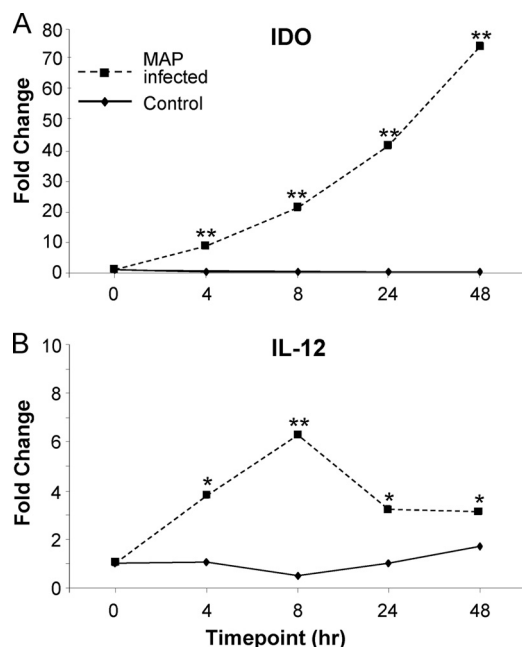 A
IDO
80
70
60
50
40
30
20
10
0
Fold Change
MAP
infected
Control
**
**
**
**
0 4 8 24 48
B
IL-12
10
8
6
4
2
0
Fold Change
*
**
*
*
0 4 8 24 48
Timepoint (hr)